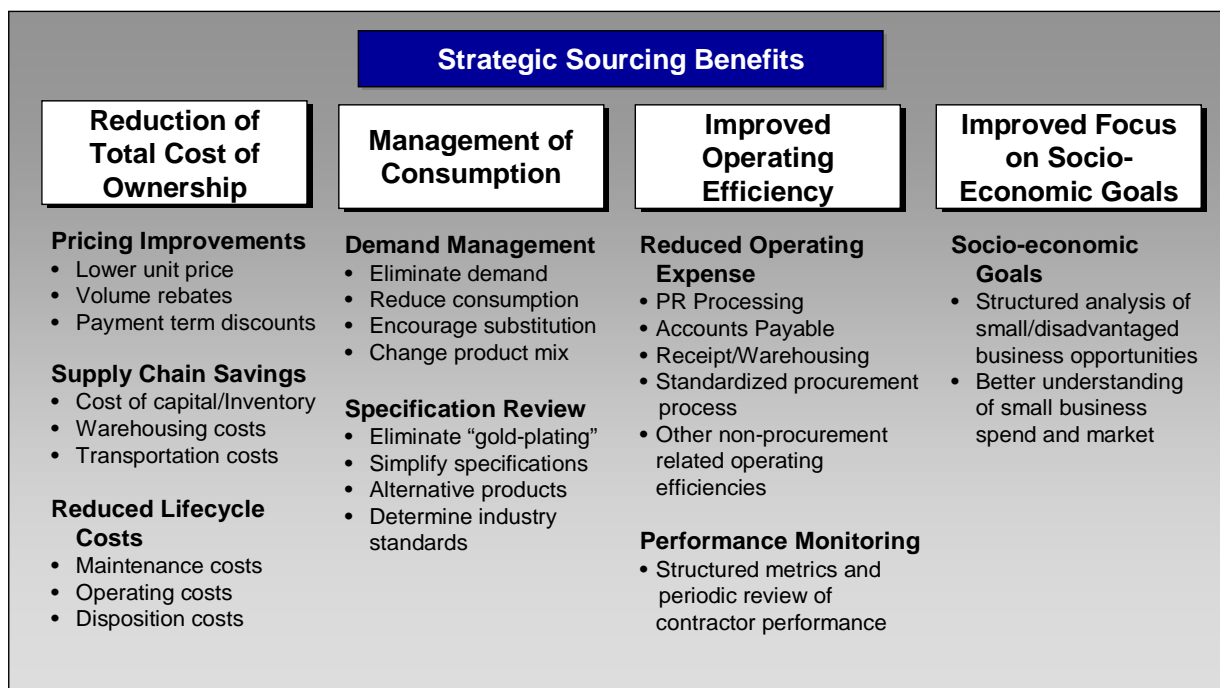 Strategic Sourcing Benefits
Reduction of
Total Cost of
Ownership
Pricing Improvements
• Lower unit price
• Volume rebates
• Payment term discounts
Supply Chain Savings
• Cost of capital/Inventory
• Warehousing costs
• Transportation costs
Reduced Lifecycle
Costs
• Maintenance costs
• Operating costs
• Disposition costs
Management of
Consumption
Demand Management
• Eliminate demand
• Reduce consumption
• Encourage substitution
• Change product mix
Specification Review
• Eliminate “gold-plating”
• Simplify specifications
• Alternative products
• Determine industry
standards
Improved
Operating
Efficiency
Reduced Operating
Expense
• PR Processing
• Accounts Payable
• Receipt/Warehousing
• Standardized procurement
process
• Other non-procurement
related operating
efficiencies
Performance Monitoring
• Structured metrics and
periodic review of
contractor performance
Improved Focus
on Socio-
Economic Goals
Socio-economic
Goals
• Structured analysis of
small/disadvantaged
business opportunities
• Better understanding
of small business
spend and market